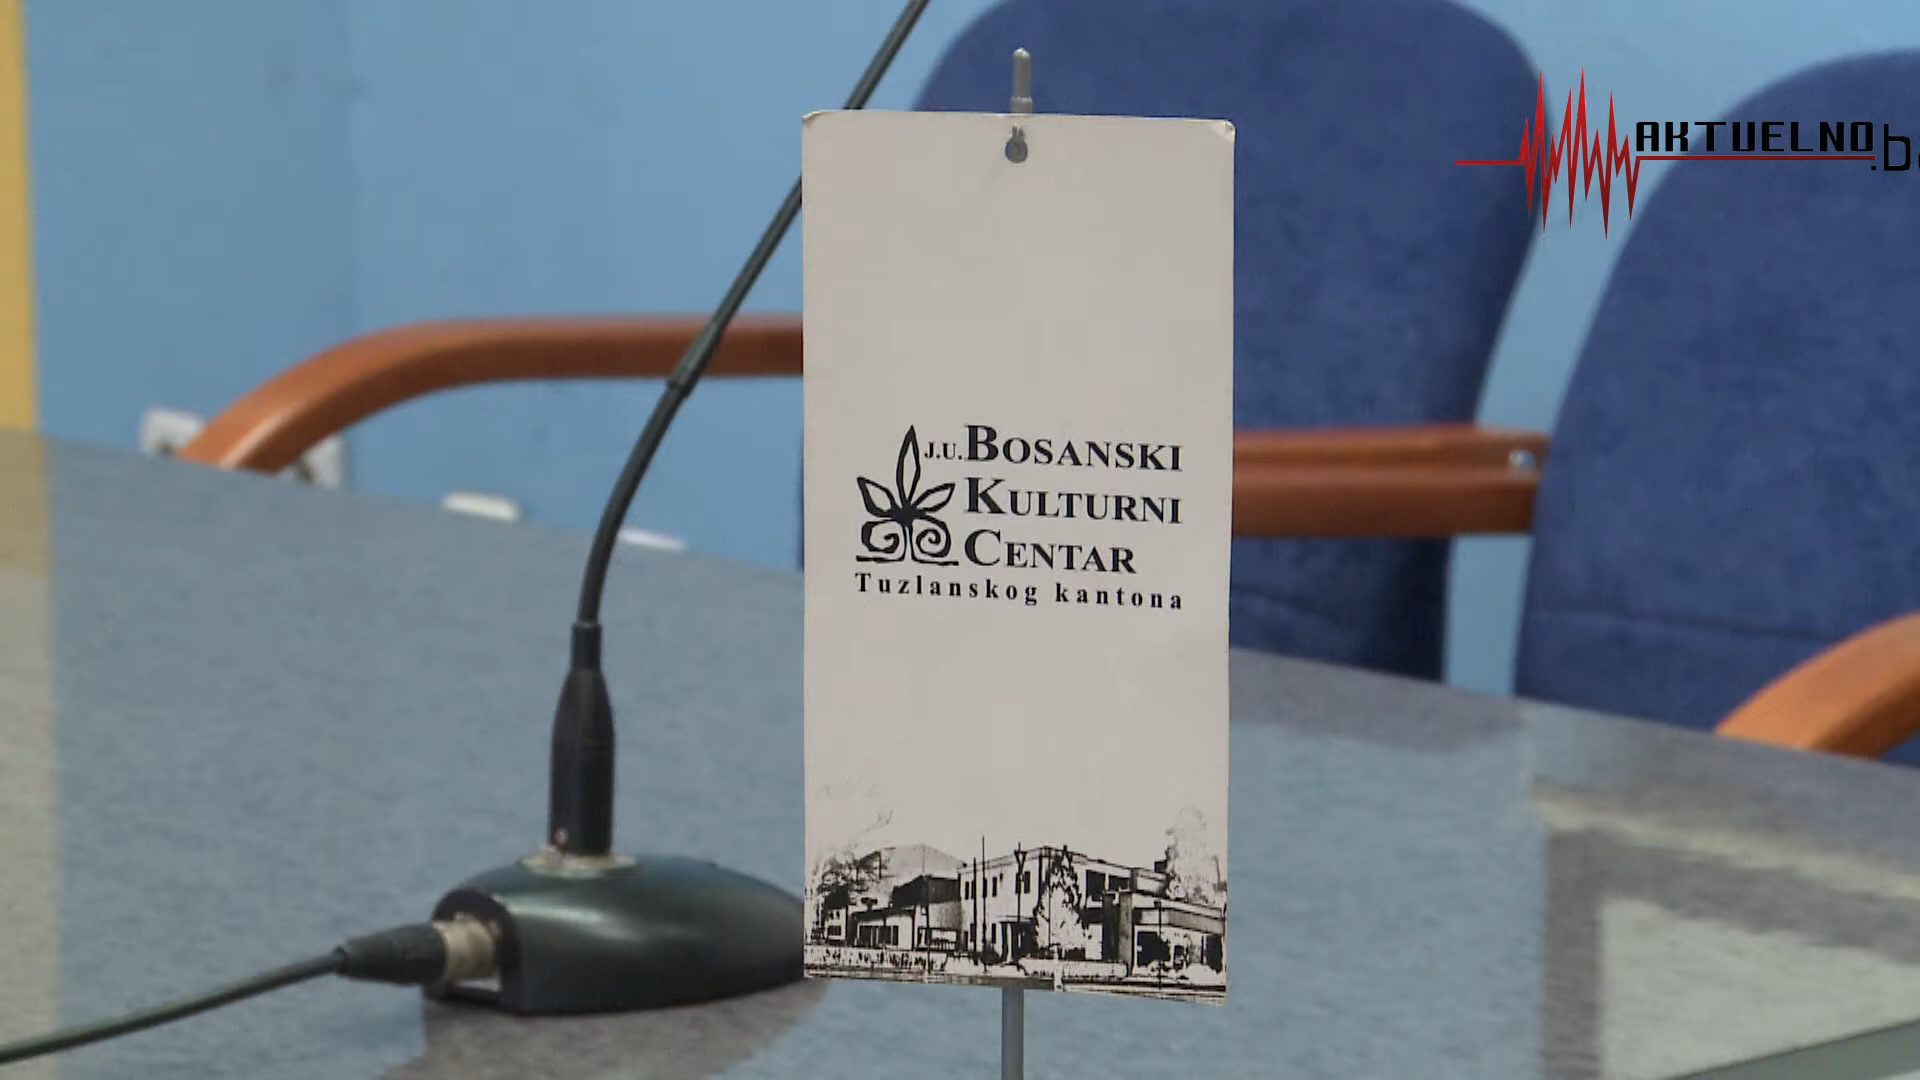 AKTUELNO
J.U. BOSANSKI
KULTURNI
CENTAR
Tuzlanskog kantona